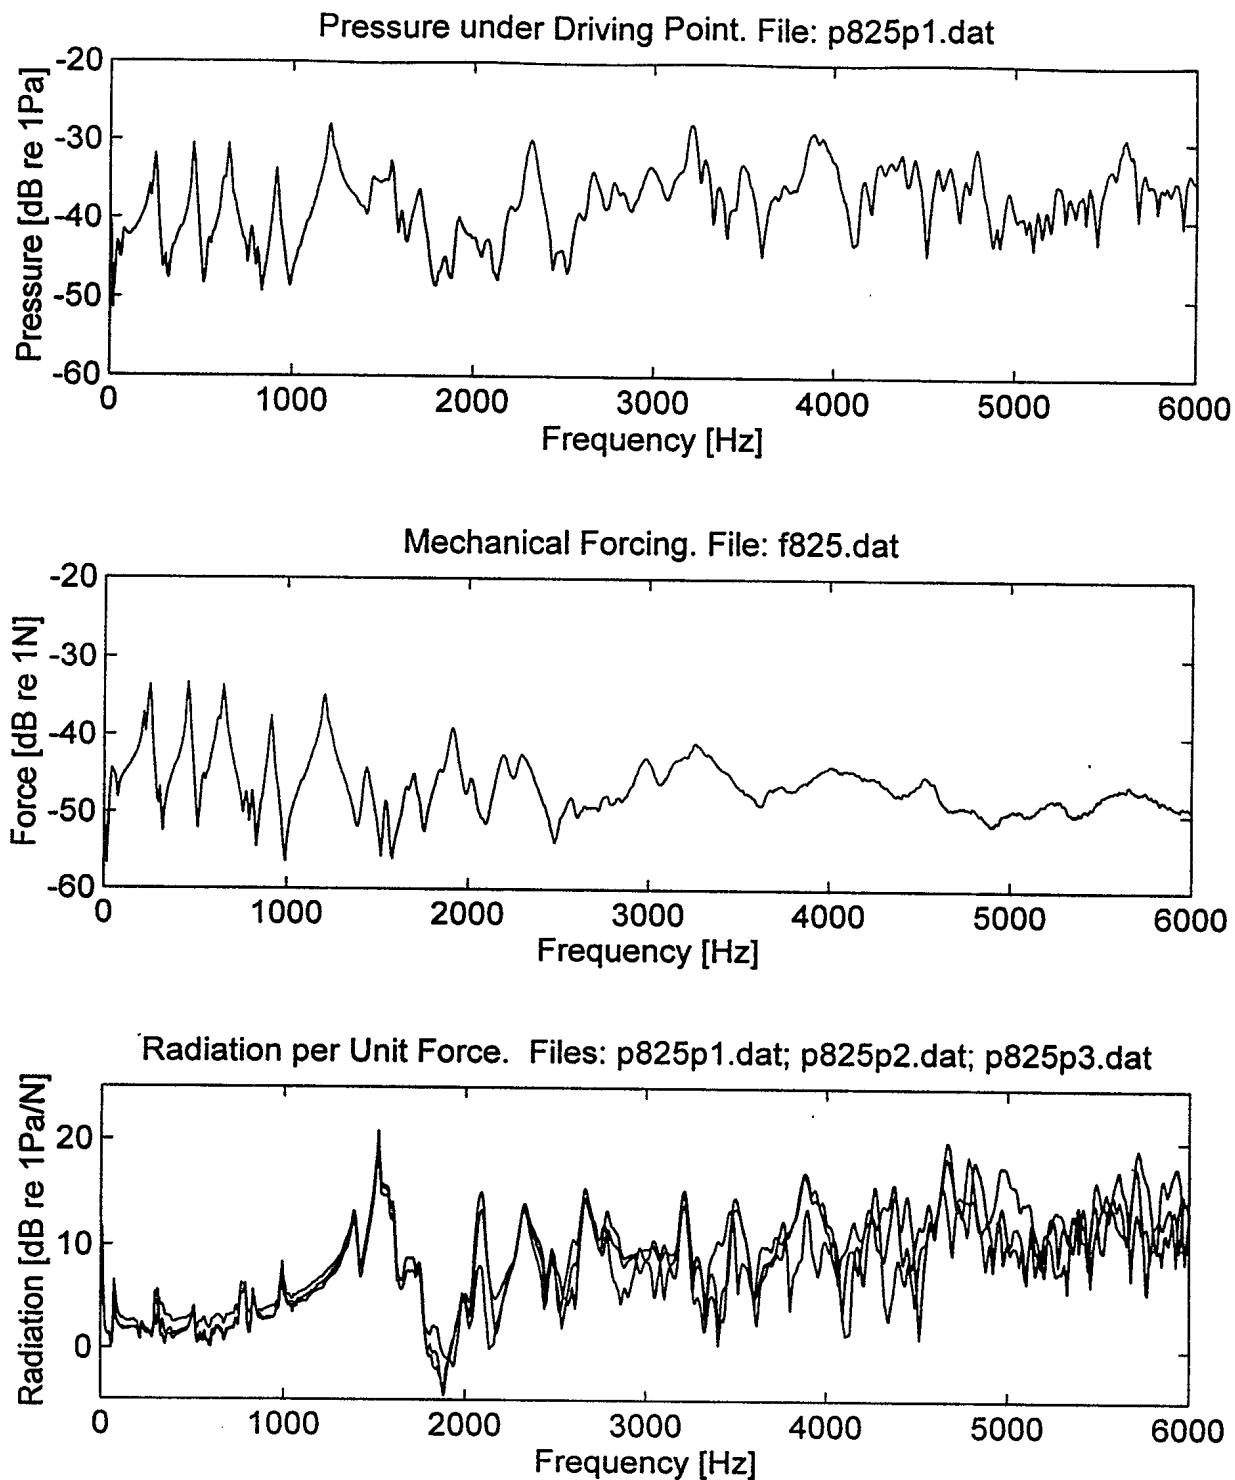 Pressure under Driving Point. File: p825p1.dat
Pressure [dB re 1Pa]
-20
-30
-40
-50
-60
0 1000 2000 3000 4000 5000 6000
Frequency [Hz]
Mechanical Forcing. File: f825.dat
Force [dB re 1N]
-20
-30
-40
-50
-60
0 1000 2000 3000 4000 5000 6000
Frequency [Hz]
Radiation per Unit Force. Files: p825p1.dat; p825p2.dat; p825p3.dat
Radiation [dB re 1Pa/N]
20
10
0
0 1000 2000 3000 4000 5000 6000
Frequency [Hz]